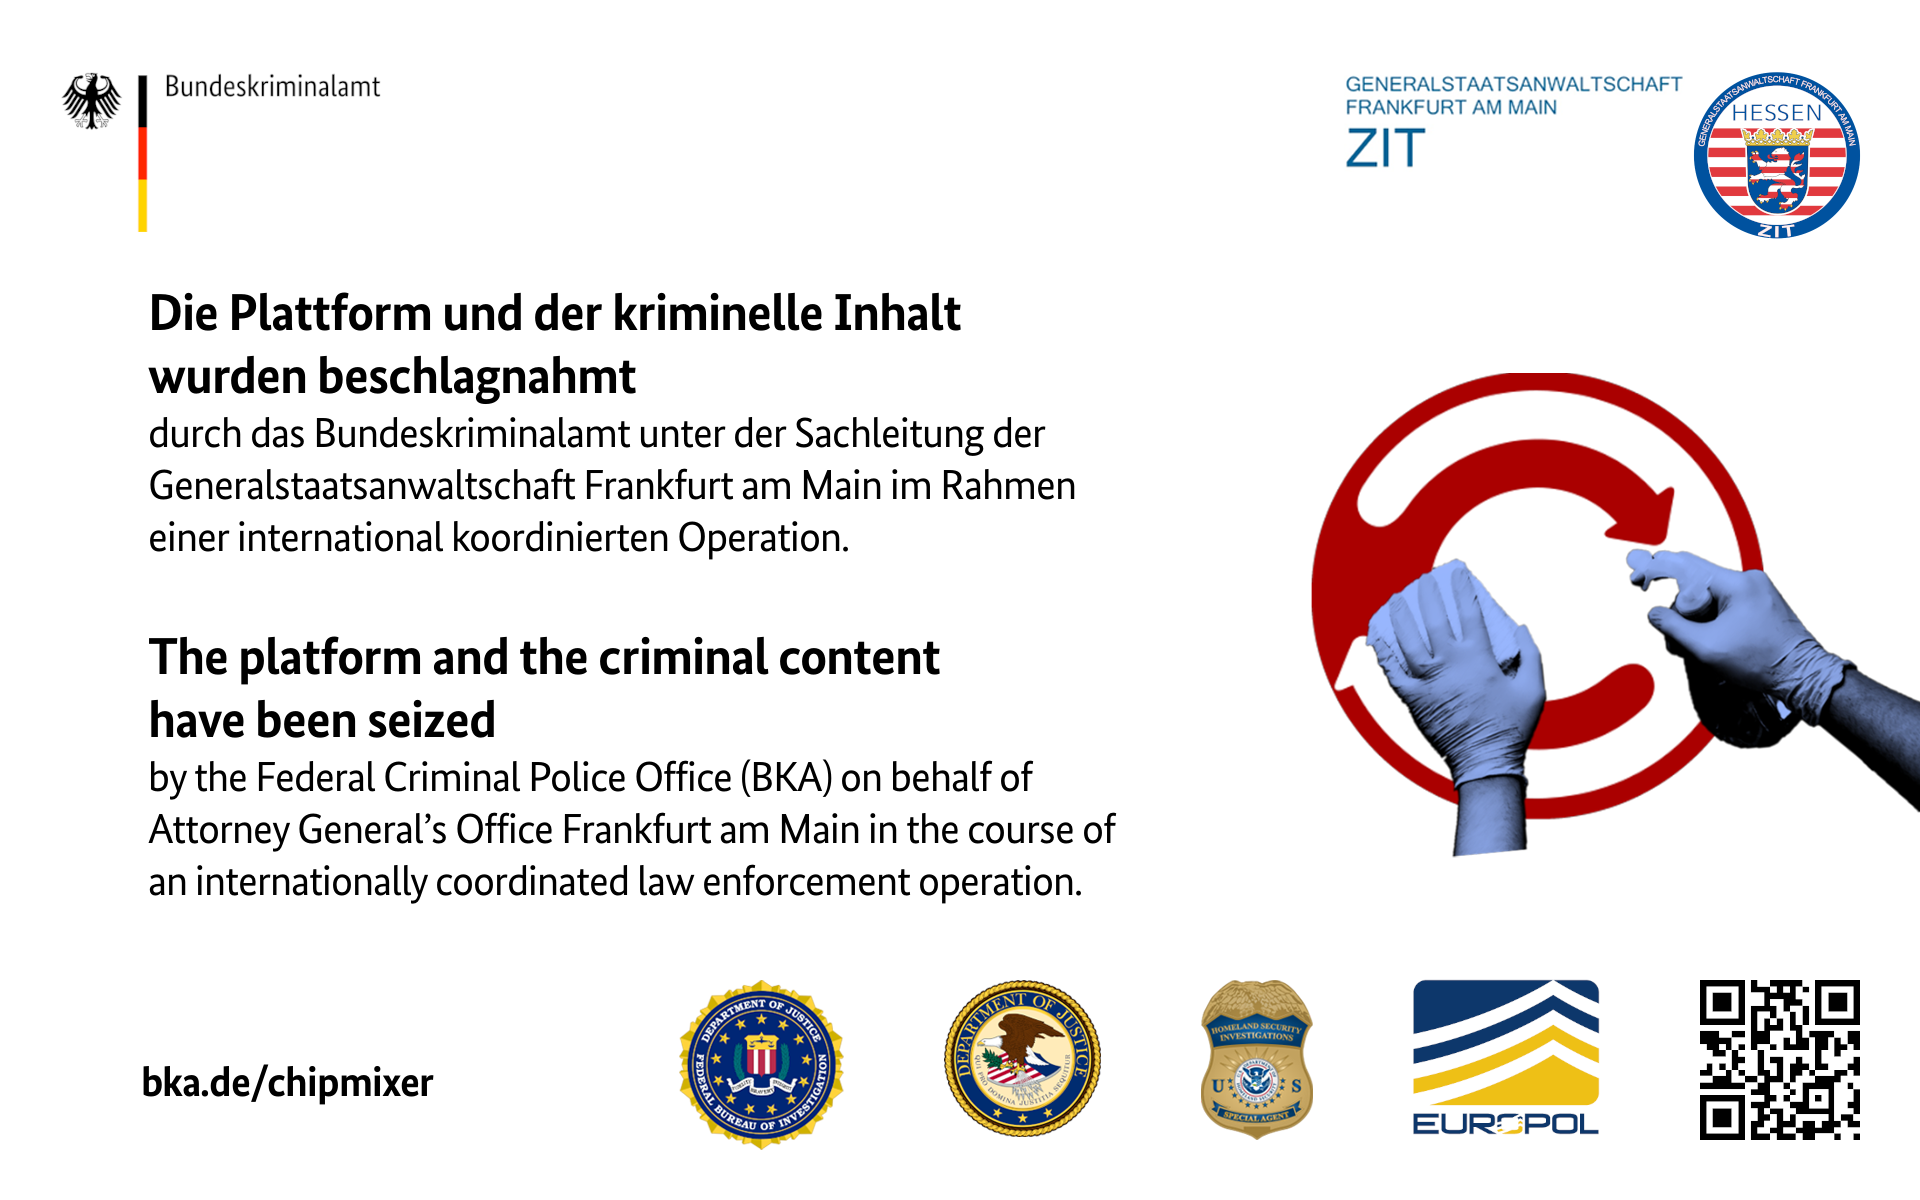 Bundeskriminalamt
GENERALSTAATSANWALTSCHAFT
FRANKFURT AM MAIN
ZIT
GENERALSTAATSANWALTSCHAFT FRANKFURT AM MAIN
HESSEN
ZIT
Die Plattform und der kriminelle Inhalt
wurden beschlagnahmt
durch das Bundeskriminalamt unter der Sachleitung der
Generalstaatsanwaltschaft Frankfurt am Main im Rahmen
einer international koordinierten Operation.
The platform and the criminal content
have been seized
by the Federal Criminal Police Office (BKA) on behalf of
Attorney General’s Office Frankfurt am Main in the course of
an internationally coordinated law enforcement operation.
bka.de/chipmixer
DEPARTMENT OF JUSTICE
FEDERAL BUREAU OF INVESTIGATION
DEPARTMENT OF JUSTICE
QUI PRO DOMINA JUSTITIA SEQUITUR
HOMELAND SECURITY
INVESTIGATIONS
U S
SPECIAL AGENT
EUROPOL